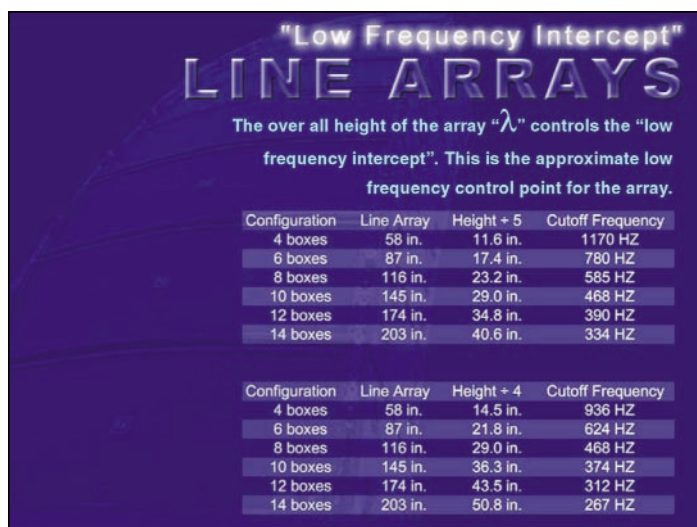 "Low Frequency Intercept"
LINE ARRAYS
The over all height of the array “λ” controls the “low
frequency intercept”. This is the approximate low
frequency control point for the array.
Configuration Line Array Height ÷ 5 Cutoff Frequency
4 boxes 58 in. 11.6 in. 1170 HZ
6 boxes 87 in. 17.4 in. 780 HZ
8 boxes 116 in. 23.2 in. 585 HZ
10 boxes 145 in. 29.0 in. 468 HZ
12 boxes 174 in. 34.8 in. 390 HZ
14 boxes 203 in. 40.6 in. 334 HZ
Configuration Line Array Height ÷ 4 Cutoff Frequency
4 boxes 58 in. 14.5 in. 936 HZ
6 boxes 87 in. 21.8 in. 624 HZ
8 boxes 116 in. 29.0 in. 468 HZ
10 boxes 145 in. 36.3 in. 374 HZ
12 boxes 174 in. 43.5 in. 312 HZ
14 boxes 203 in. 50.8 in. 267 HZ